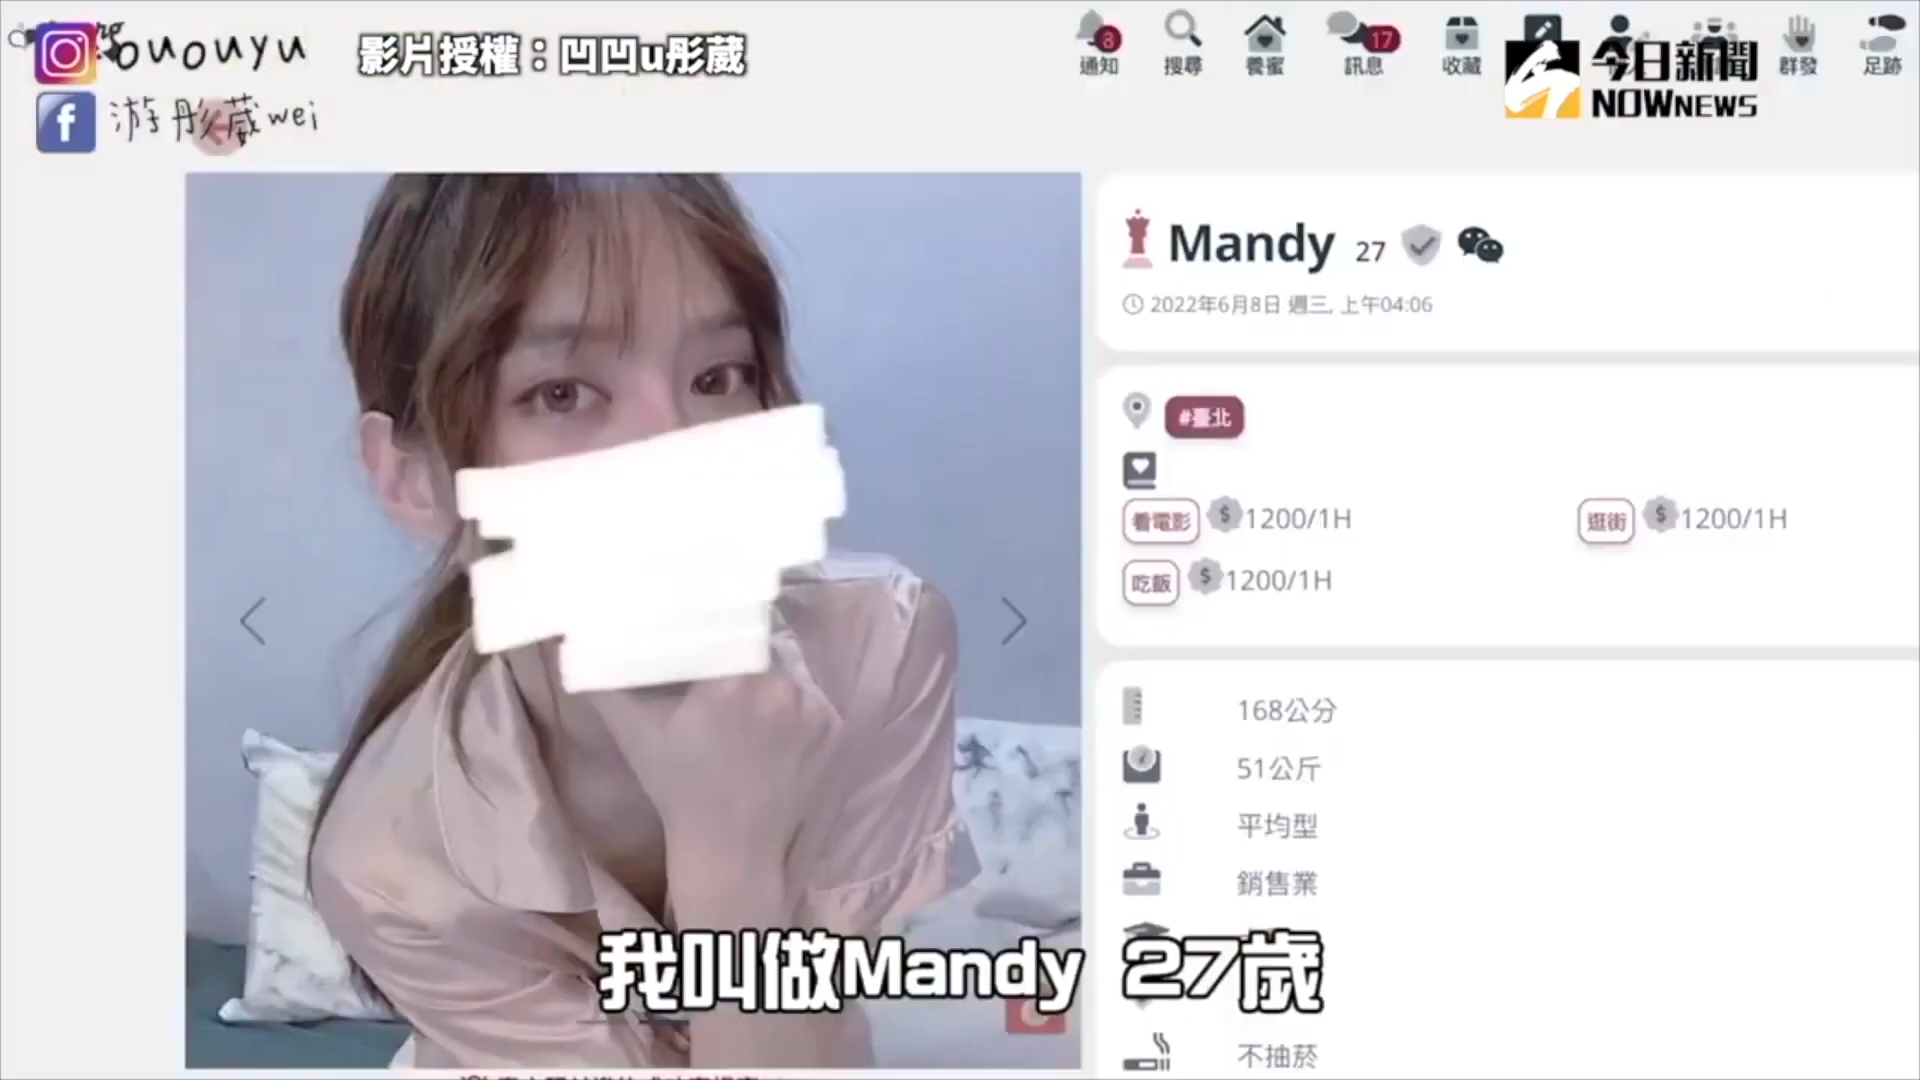 ououyu
游彤葳wei
影片授權：凹凹u彤葳
8
通知
搜尋
養蜜
17
訊息
收藏
群發
足跡
今日新聞
NOWNEWS
Mandy 27
2022年6月8日 週三, 上午04:06
#臺北
看電影 $ 1200/1H
逛街 $ 1200/1H
吃飯 $ 1200/1H
168公分
51公斤
平均型
銷售業
我叫做Mandy 27歲
不抽菸